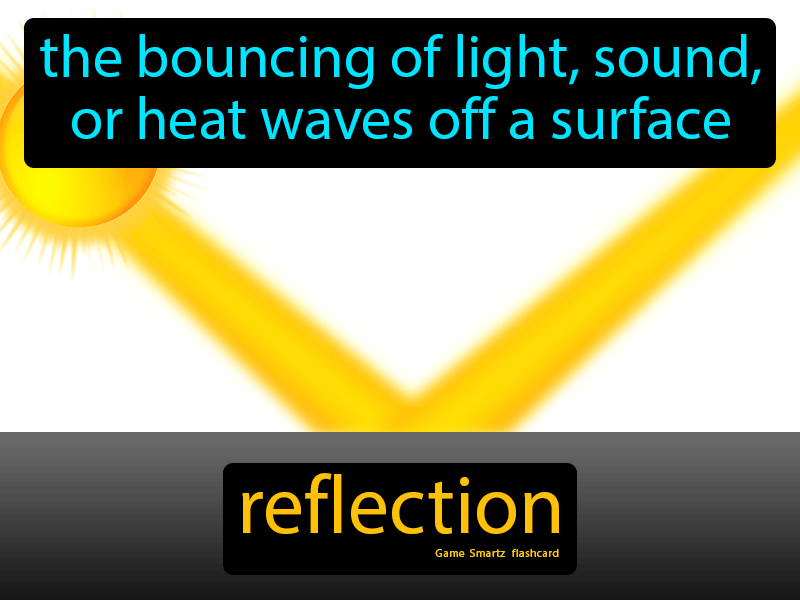 the bouncing of light, sound,
or heat waves off a surface
reflection
Game Smartz flashcard